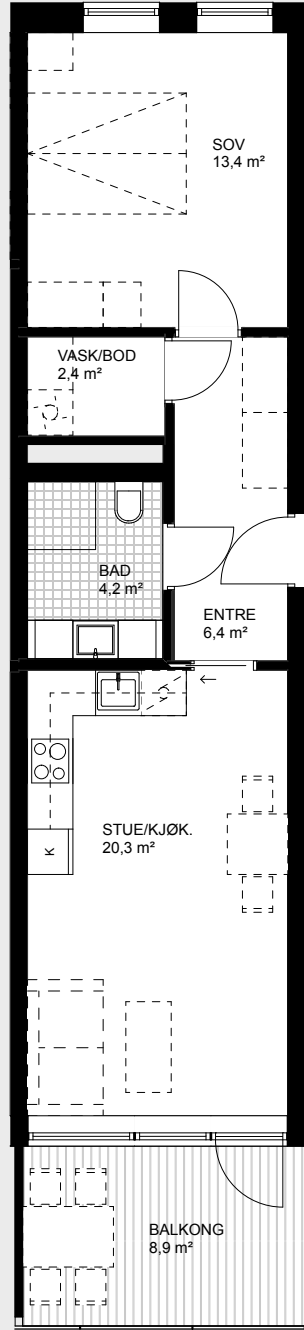 SOV
13,4 m²
VASK/BOD
2,4 m²
BAD
4,2 m²
ENTRE
6,4 m²
STUE/KJØK.
20,3 m²
K
BALKONG
8,9 m²